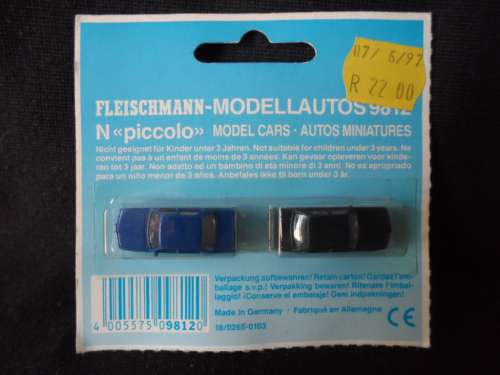 117/ 6/97
R 22.00
FLEISCHMANN-MODELLAUTOS 9812
N «piccolo» MODEL CARS · AUTOS MINIATURES
Nicht geeignet für Kinder unter 3 Jahren. Not suitable for children under 3 years. Ne
convient pas à un enfant de moins de 3 années. Kan gevaar opleveren voor kinde-
ren tot 3 jaar. Non adatto ad un bambino di età minore di 3 anni. No es apropiado
para un niño menor de 3 años. Anbefales ikke til børn under 3 år.
Verpackung aufbewahren! Retain carton! Gardez l'em-
ballage s.v.p.! Verpakking bewaren! Ritenere l'imbal-
laggio! ¡Conserve el embalaje! Gem indpakningen!
Made in Germany · Fabriqué en Allemagne
18/0265-0103
CE
4 005575 098120